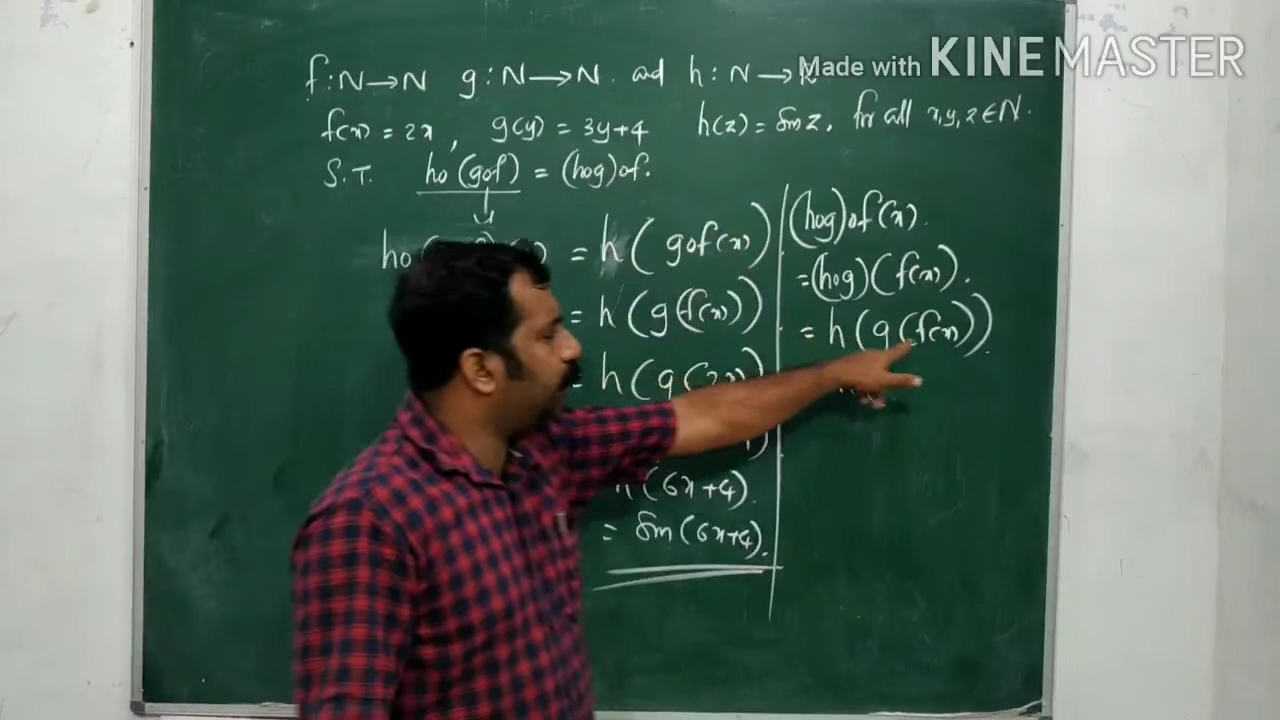 Made with KINEMASTER
f : N → N g : N → N and h : N → R
f(x) = 2x , g(y) = 3y+4 h(z) = sin z, for all x, y, z ∈ N.
S.T. ho(gof) = (hog)of.
ho = h( gof(x))
= h(g(f(x)))
= h(g(2x))
h(6x+4).
= sin(6x+4).
(hog)of(x).
= (hog)(f(x)).
= h(g(f(x))).